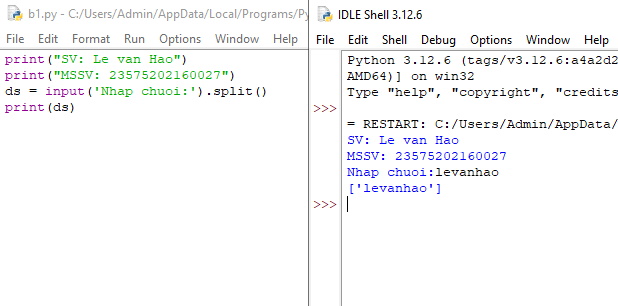 b1.py - C:/Users/Admin/AppData/Local/Programs/Py
File Edit Format Run Options Window Help
print("SV: Le van Hao")
print("MSSV: 23575202160027")
ds = input('Nhap chuoi:').split()
print(ds)
IDLE Shell 3.12.6
File Edit Shell Debug Options Window Help
Python 3.12.6 (tags/v3.12.6:a4a2d2
AMD64)] on win32
Type "help", "copyright", "credits
>>>
= RESTART: C:/Users/Admin/AppData/
SV: Le van Hao
MSSV: 23575202160027
Nhap chuoi:levanhao
['levanhao']
>>>